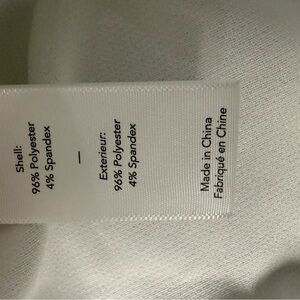 Shell:
96% Polyester
4% Spandex
—
Exterieur:
96% Polyester
4% Spandex
Made in China
Fabriqué en Chine